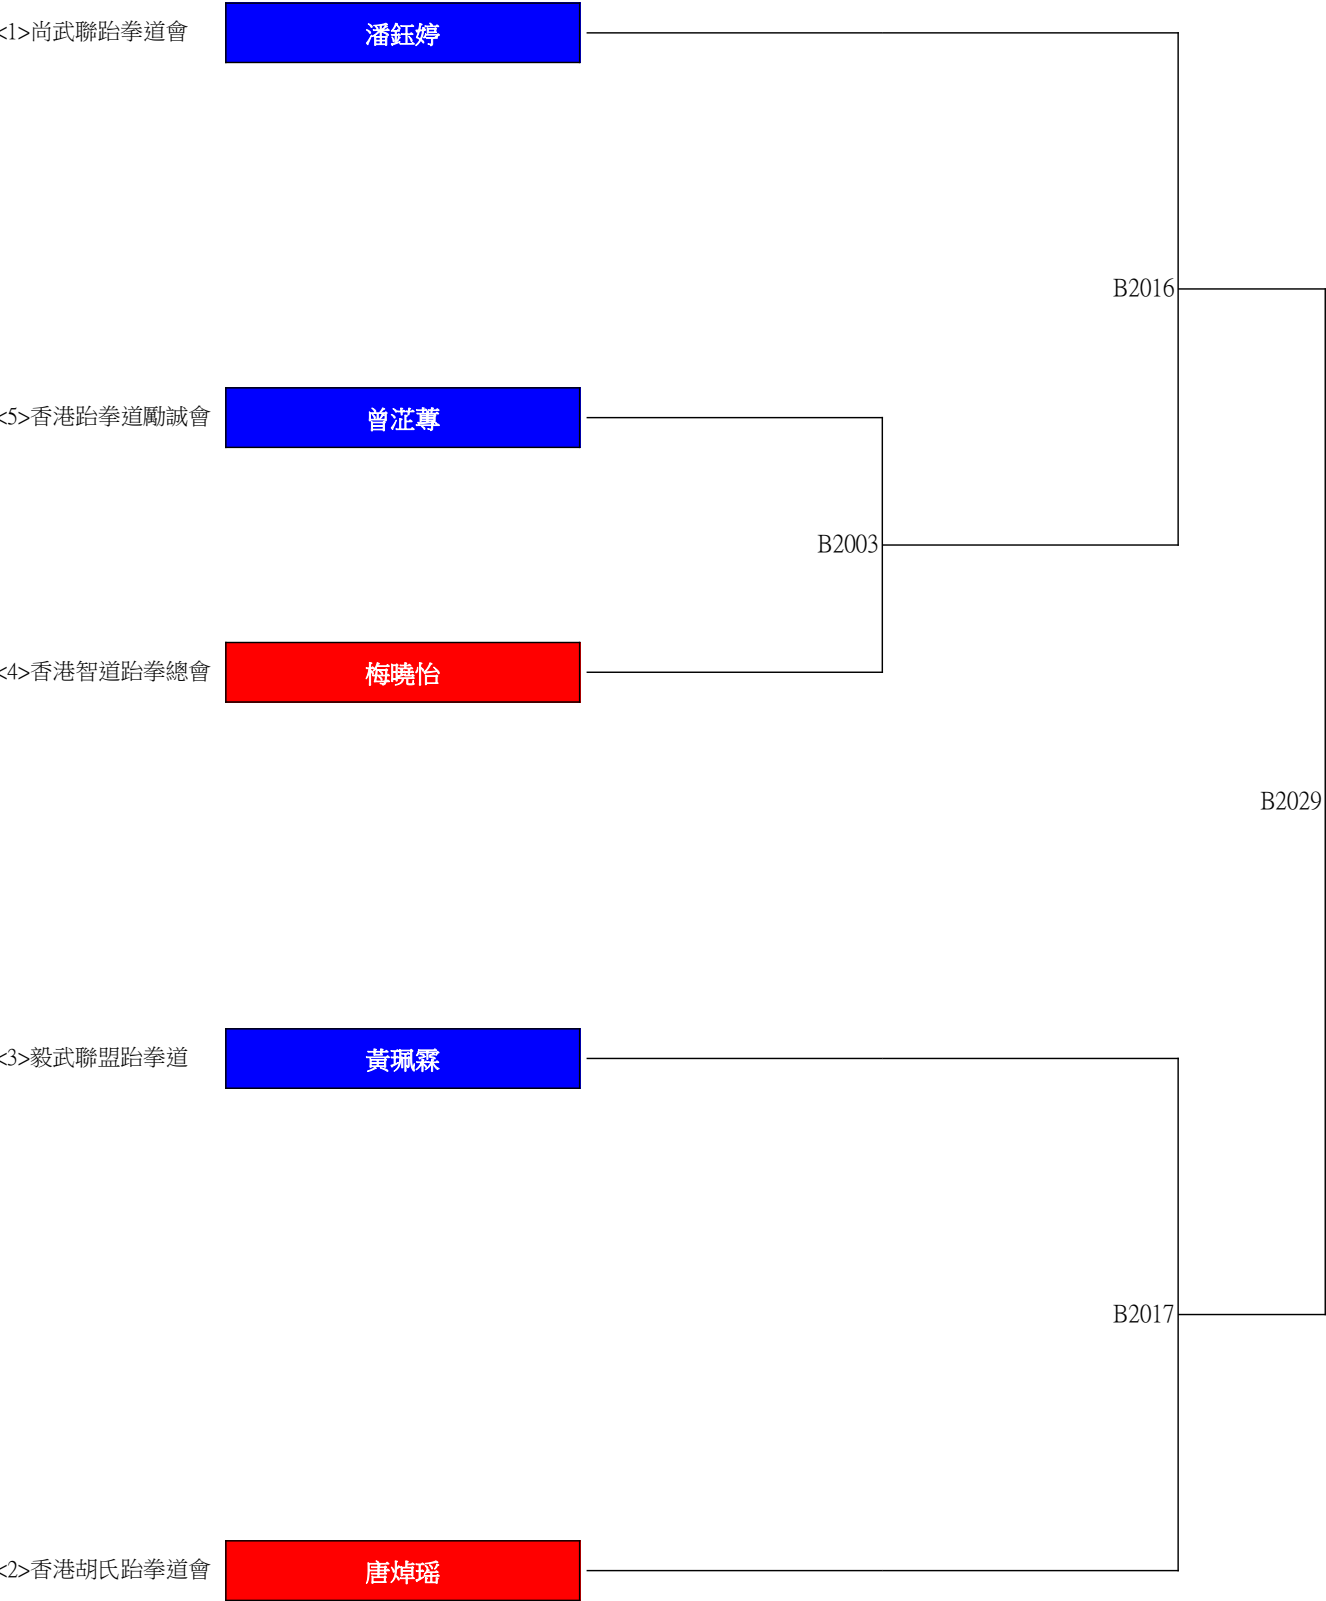 <1>尚武聯跆拳道會 潘鈺婷
B2016
<5>香港跆拳道勵誠會 曾茳蓴
B2003
<4>香港智道跆拳總會 梅曉怡
B2029
<3>毅武聯盟跆拳道 黃珮霖
B2017
<2>香港胡氏跆拳道會 唐焯瑶